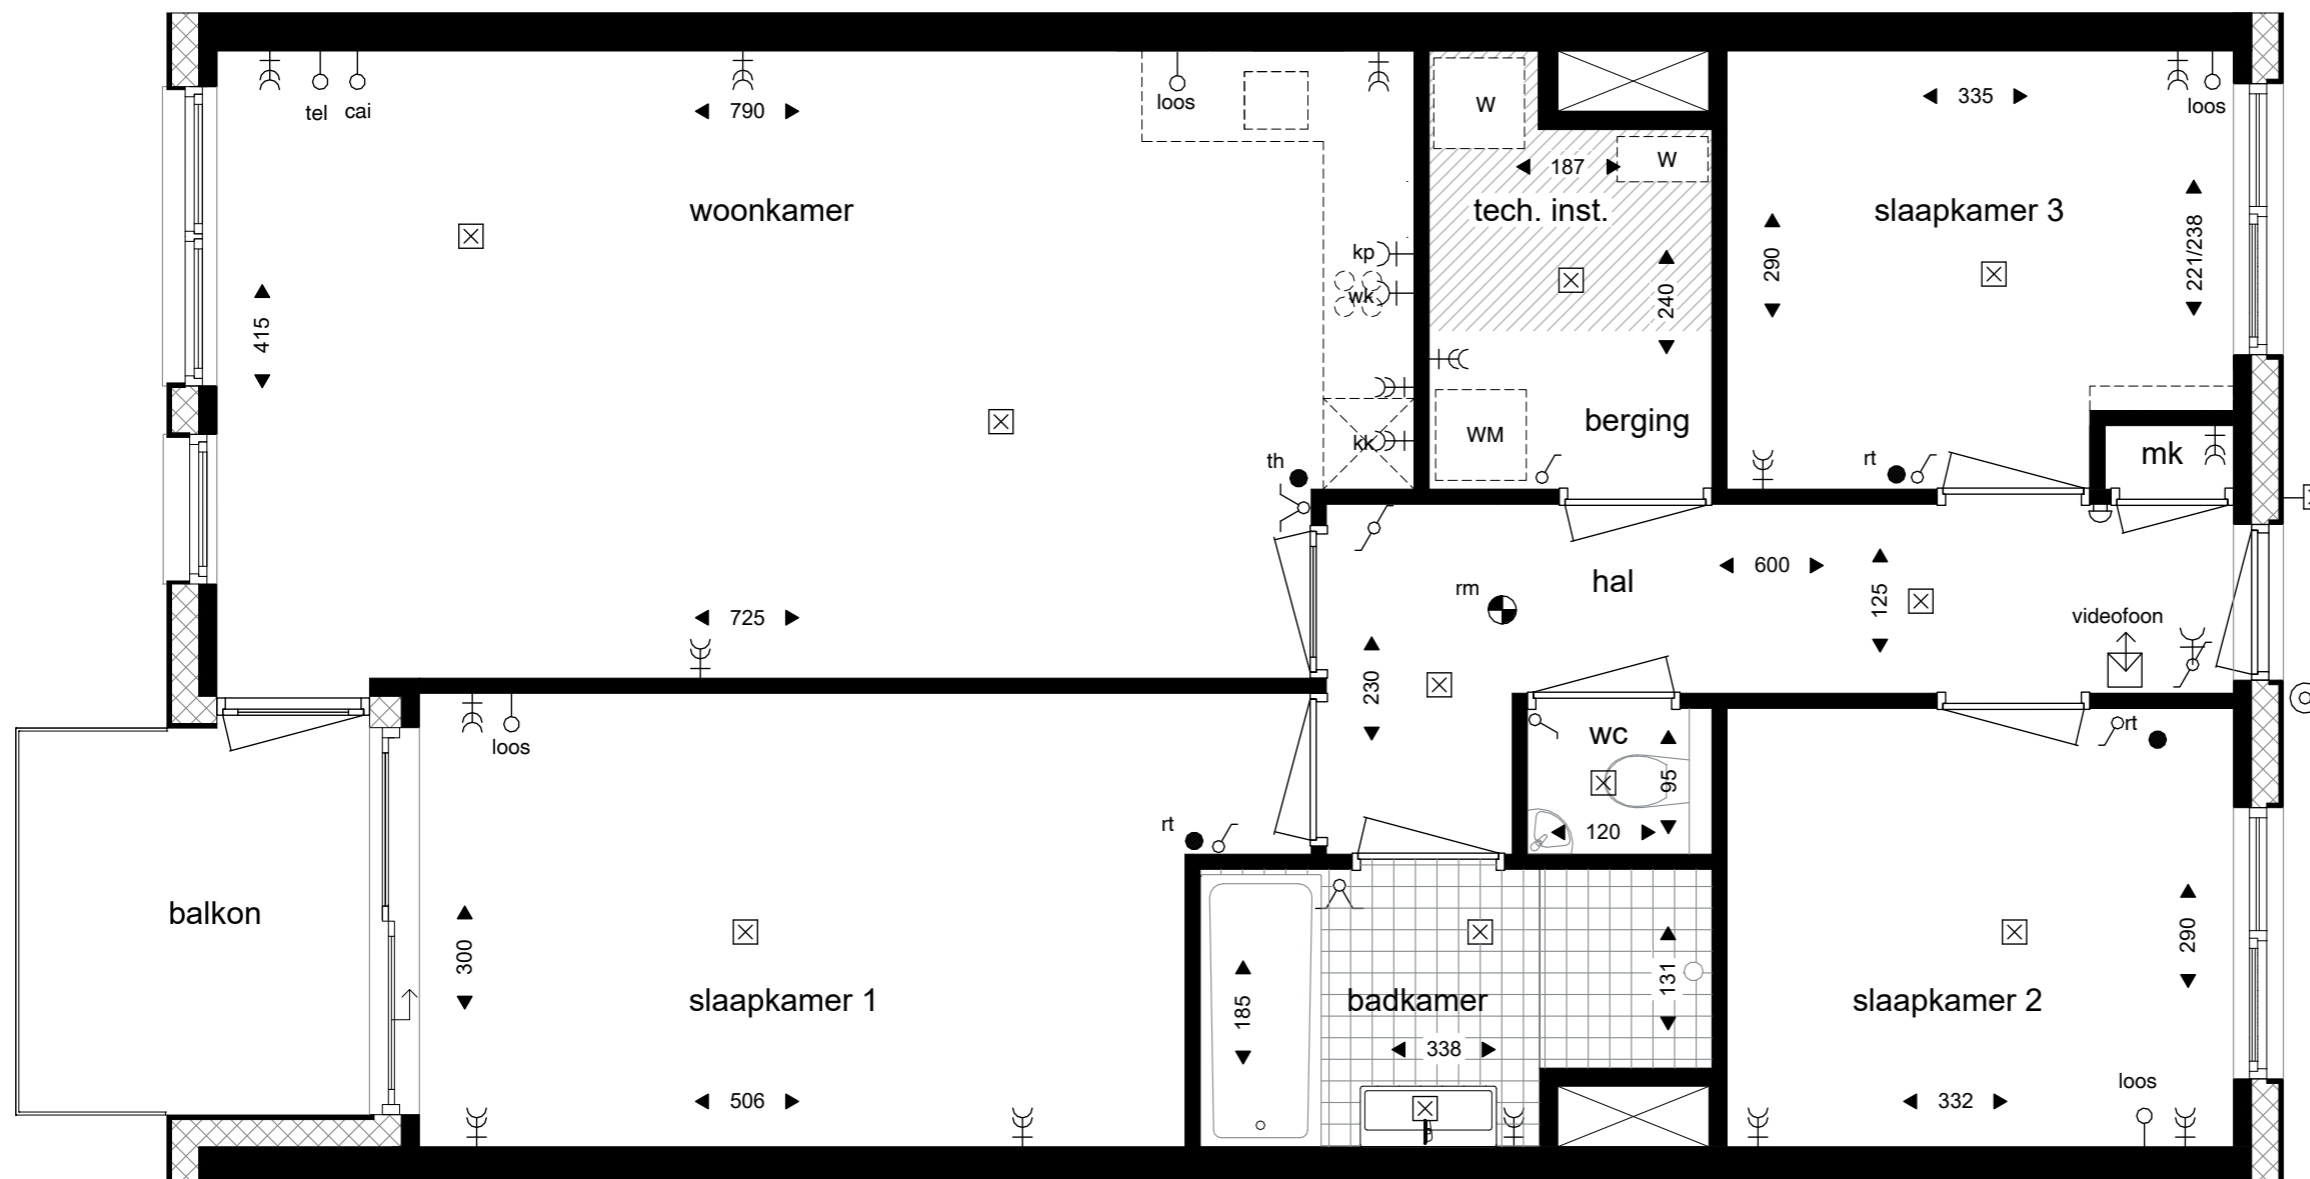 tel
cai
790
loos
W
W
187
335
loos
woonkamer
tech. inst.
slaapkamer 3
kp
wk
415
240
290
221/238
kk
WM
berging
mk
th
rt
rm
hal
600
125
videofoon
725
230
loos
wc
95
120
rt
rt
balkon
300
slaapkamer 1
185
badkamer
131
338
slaapkamer 2
290
506
332
loos